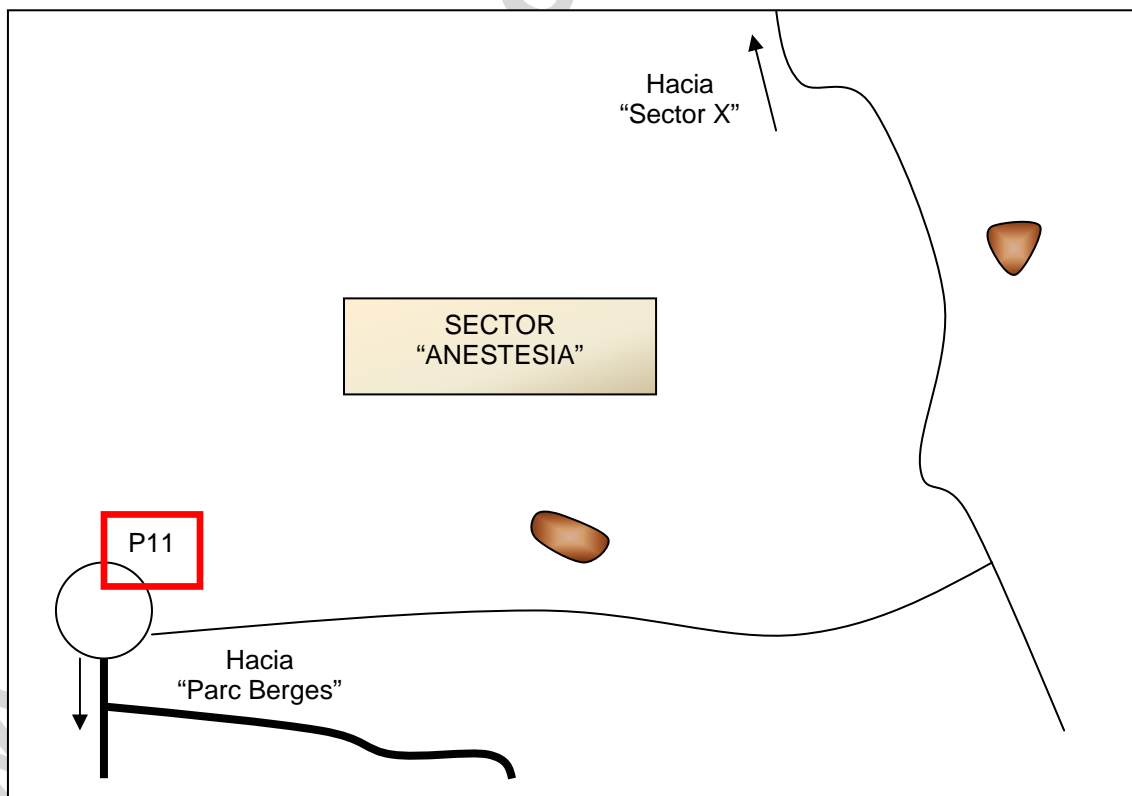 Hacia
“Sector X”
SECTOR
“ANESTESIA”
P11
Hacia
“Parc Berges”